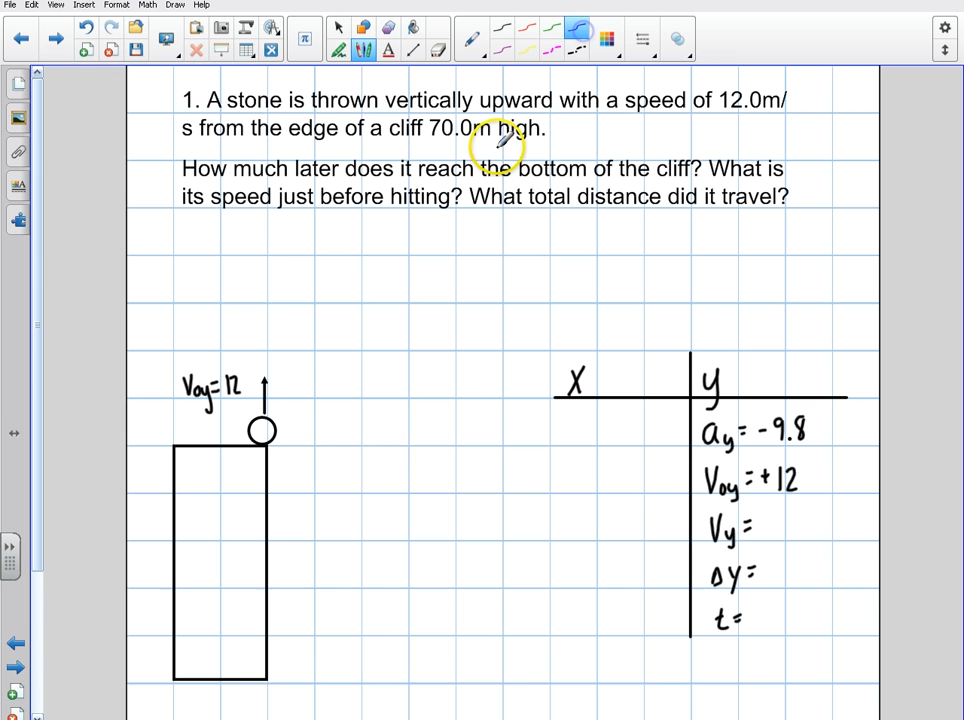 File Edit View Insert Format Math Draw Help
π
A
1. A stone is thrown vertically upward with a speed of 12.0m/
s from the edge of a cliff 70.0m high.
How much later does it reach the bottom of the cliff? What is
its speed just before hitting? What total distance did it travel?
Voy=12
X
y
ay= -9.8
Voy=+12
Vy=
ΔY=
t=